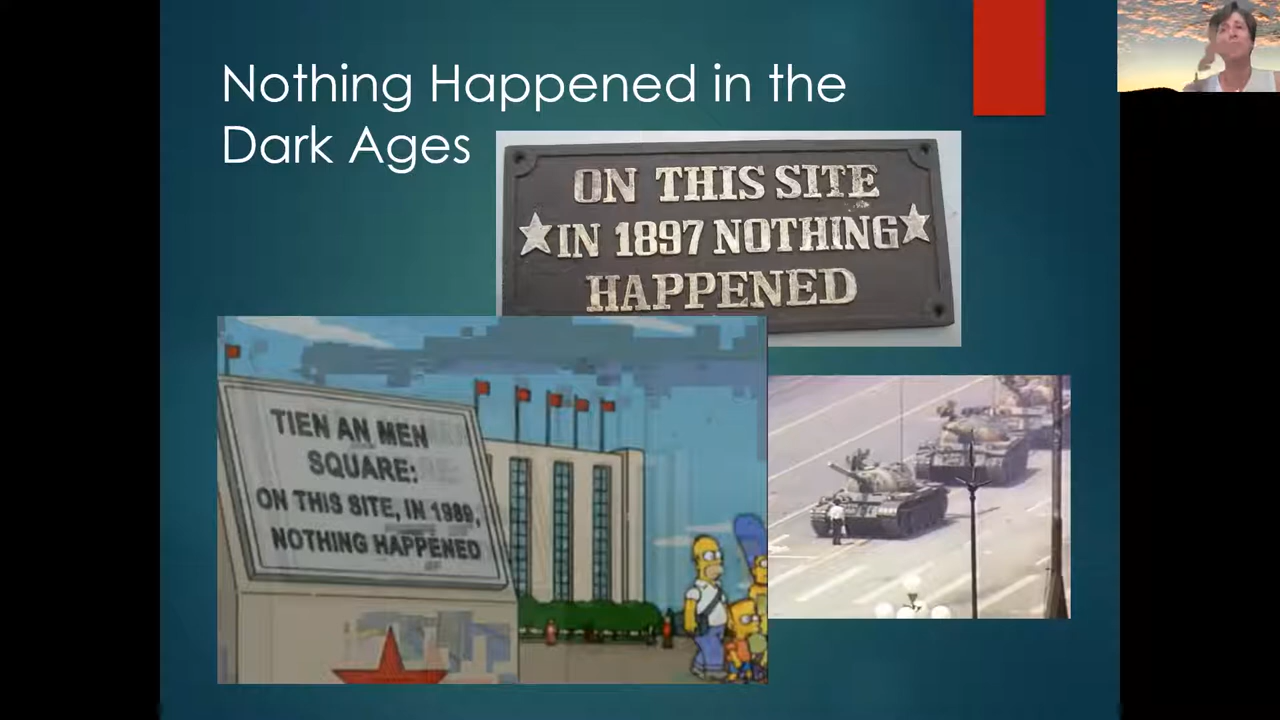 Nothing Happened in the
Dark Ages
ON THIS SITE
IN 1897 NOTHING
HAPPENED
TIEN AN MEN
SQUARE:
ON THIS SITE, IN 1989,
NOTHING HAPPENED